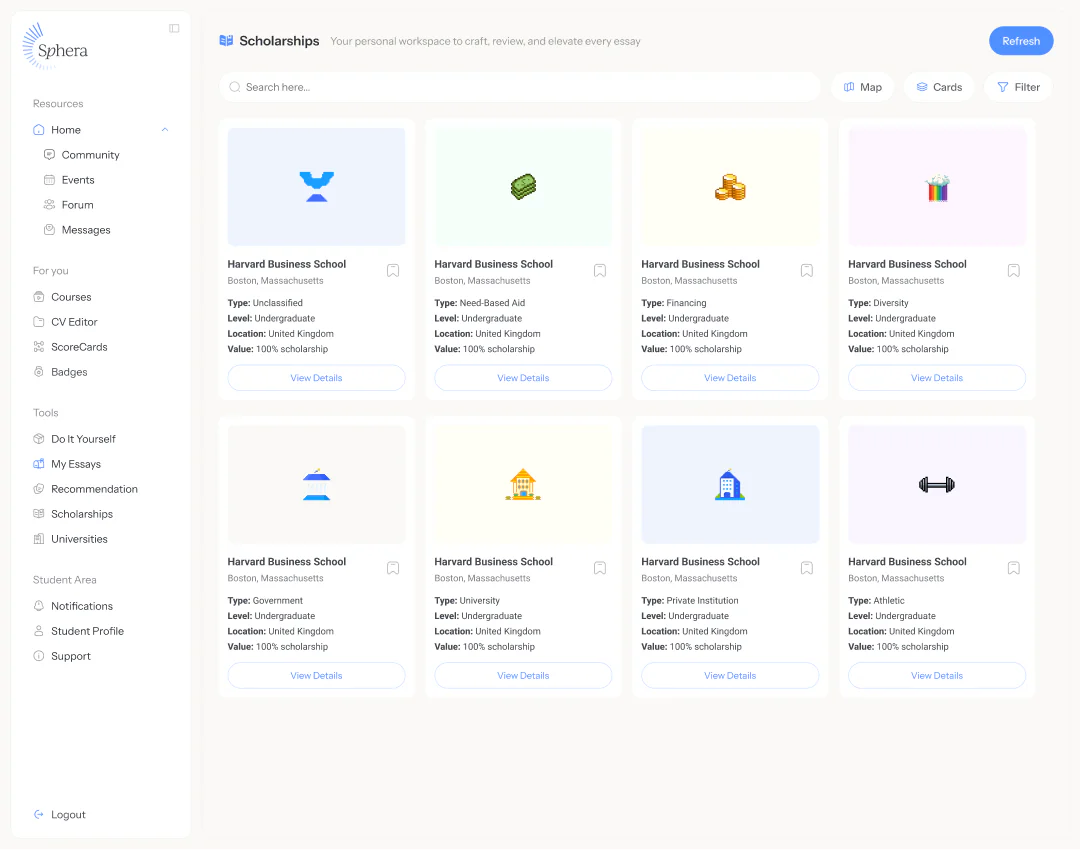 Sphera
Resources
Home
Community
Events
Forum
Messages
For you
Courses
CV Editor
ScoreCards
Badges
Tools
Do It Yourself
My Essays
Recommendation
Scholarships
Universities
Student Area
Notifications
Student Profile
Support
Logout
Scholarships Your personal workspace to craft, review, and elevate every essay
Refresh
Search here...
Map
Cards
Filter
Harvard Business School
Boston, Massachusetts
Type: Unclassified
Level: Undergraduate
Location: United Kingdom
Value: 100% scholarship
View Details
Harvard Business School
Boston, Massachusetts
Type: Need-Based Aid
Level: Undergraduate
Location: United Kingdom
Value: 100% scholarship
View Details
Harvard Business School
Boston, Massachusetts
Type: Financing
Level: Undergraduate
Location: United Kingdom
Value: 100% scholarship
View Details
Harvard Business School
Boston, Massachusetts
Type: Diversity
Level: Undergraduate
Location: United Kingdom
Value: 100% scholarship
View Details
Harvard Business School
Boston, Massachusetts
Type: Government
Level: Undergraduate
Location: United Kingdom
Value: 100% scholarship
View Details
Harvard Business School
Boston, Massachusetts
Type: University
Level: Undergraduate
Location: United Kingdom
Value: 100% scholarship
View Details
Harvard Business School
Boston, Massachusetts
Type: Private Institution
Level: Undergraduate
Location: United Kingdom
Value: 100% scholarship
View Details
Harvard Business School
Boston, Massachusetts
Type: Athletic
Level: Undergraduate
Location: United Kingdom
Value: 100% scholarship
View Details